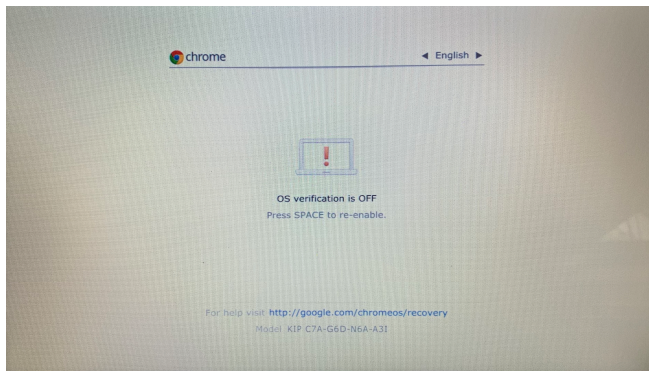 chrome
◀ English ▶
OS verification is OFF
Press SPACE to re-enable.
For help visit http://google.com/chromeos/recovery
Model KIP C7A-G6D-N6A-A3I